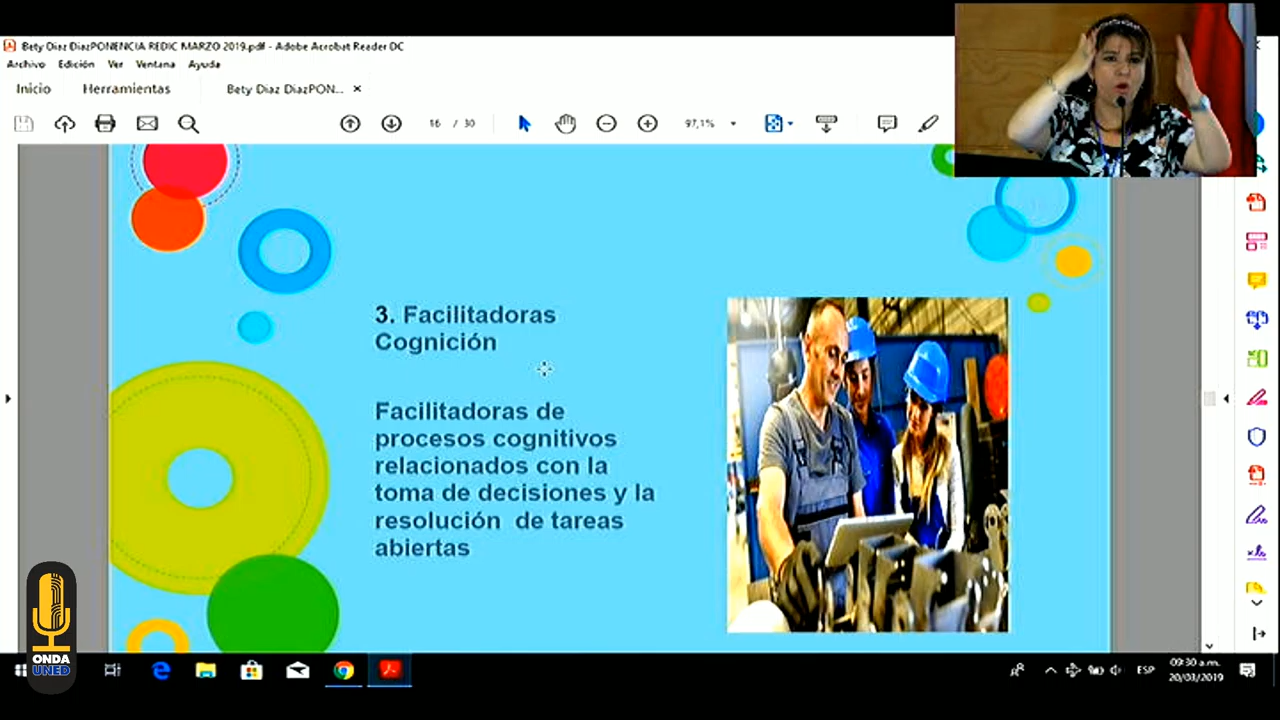 Bety Diaz DiazPONENCIA REDIC MARZO 2019.pdf - Adobe Acrobat Reader DC
Archivo Edición Ver Ventana Ayuda
Inicio Herramientas Bety Diaz DiazPON... ×
16 / 30 97,1%
3. Facilitadoras
Cognición
Facilitadoras de
procesos cognitivos
relacionados con la
toma de decisiones y la
resolución de tareas
abiertas
ONDA
UNED
ESP
09:30 a.m.
20/03/2019